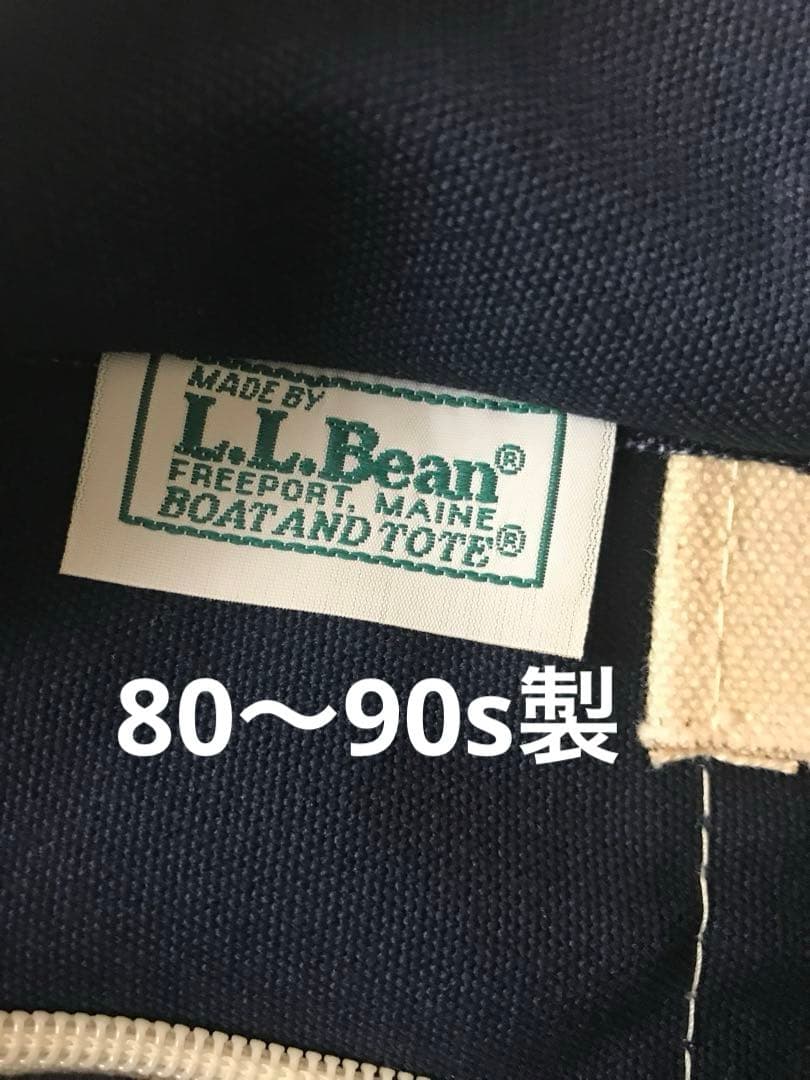 MADE BY
L.L.Bean®
FREEPORT, MAINE
BOAT AND TOTE®
80〜90s製